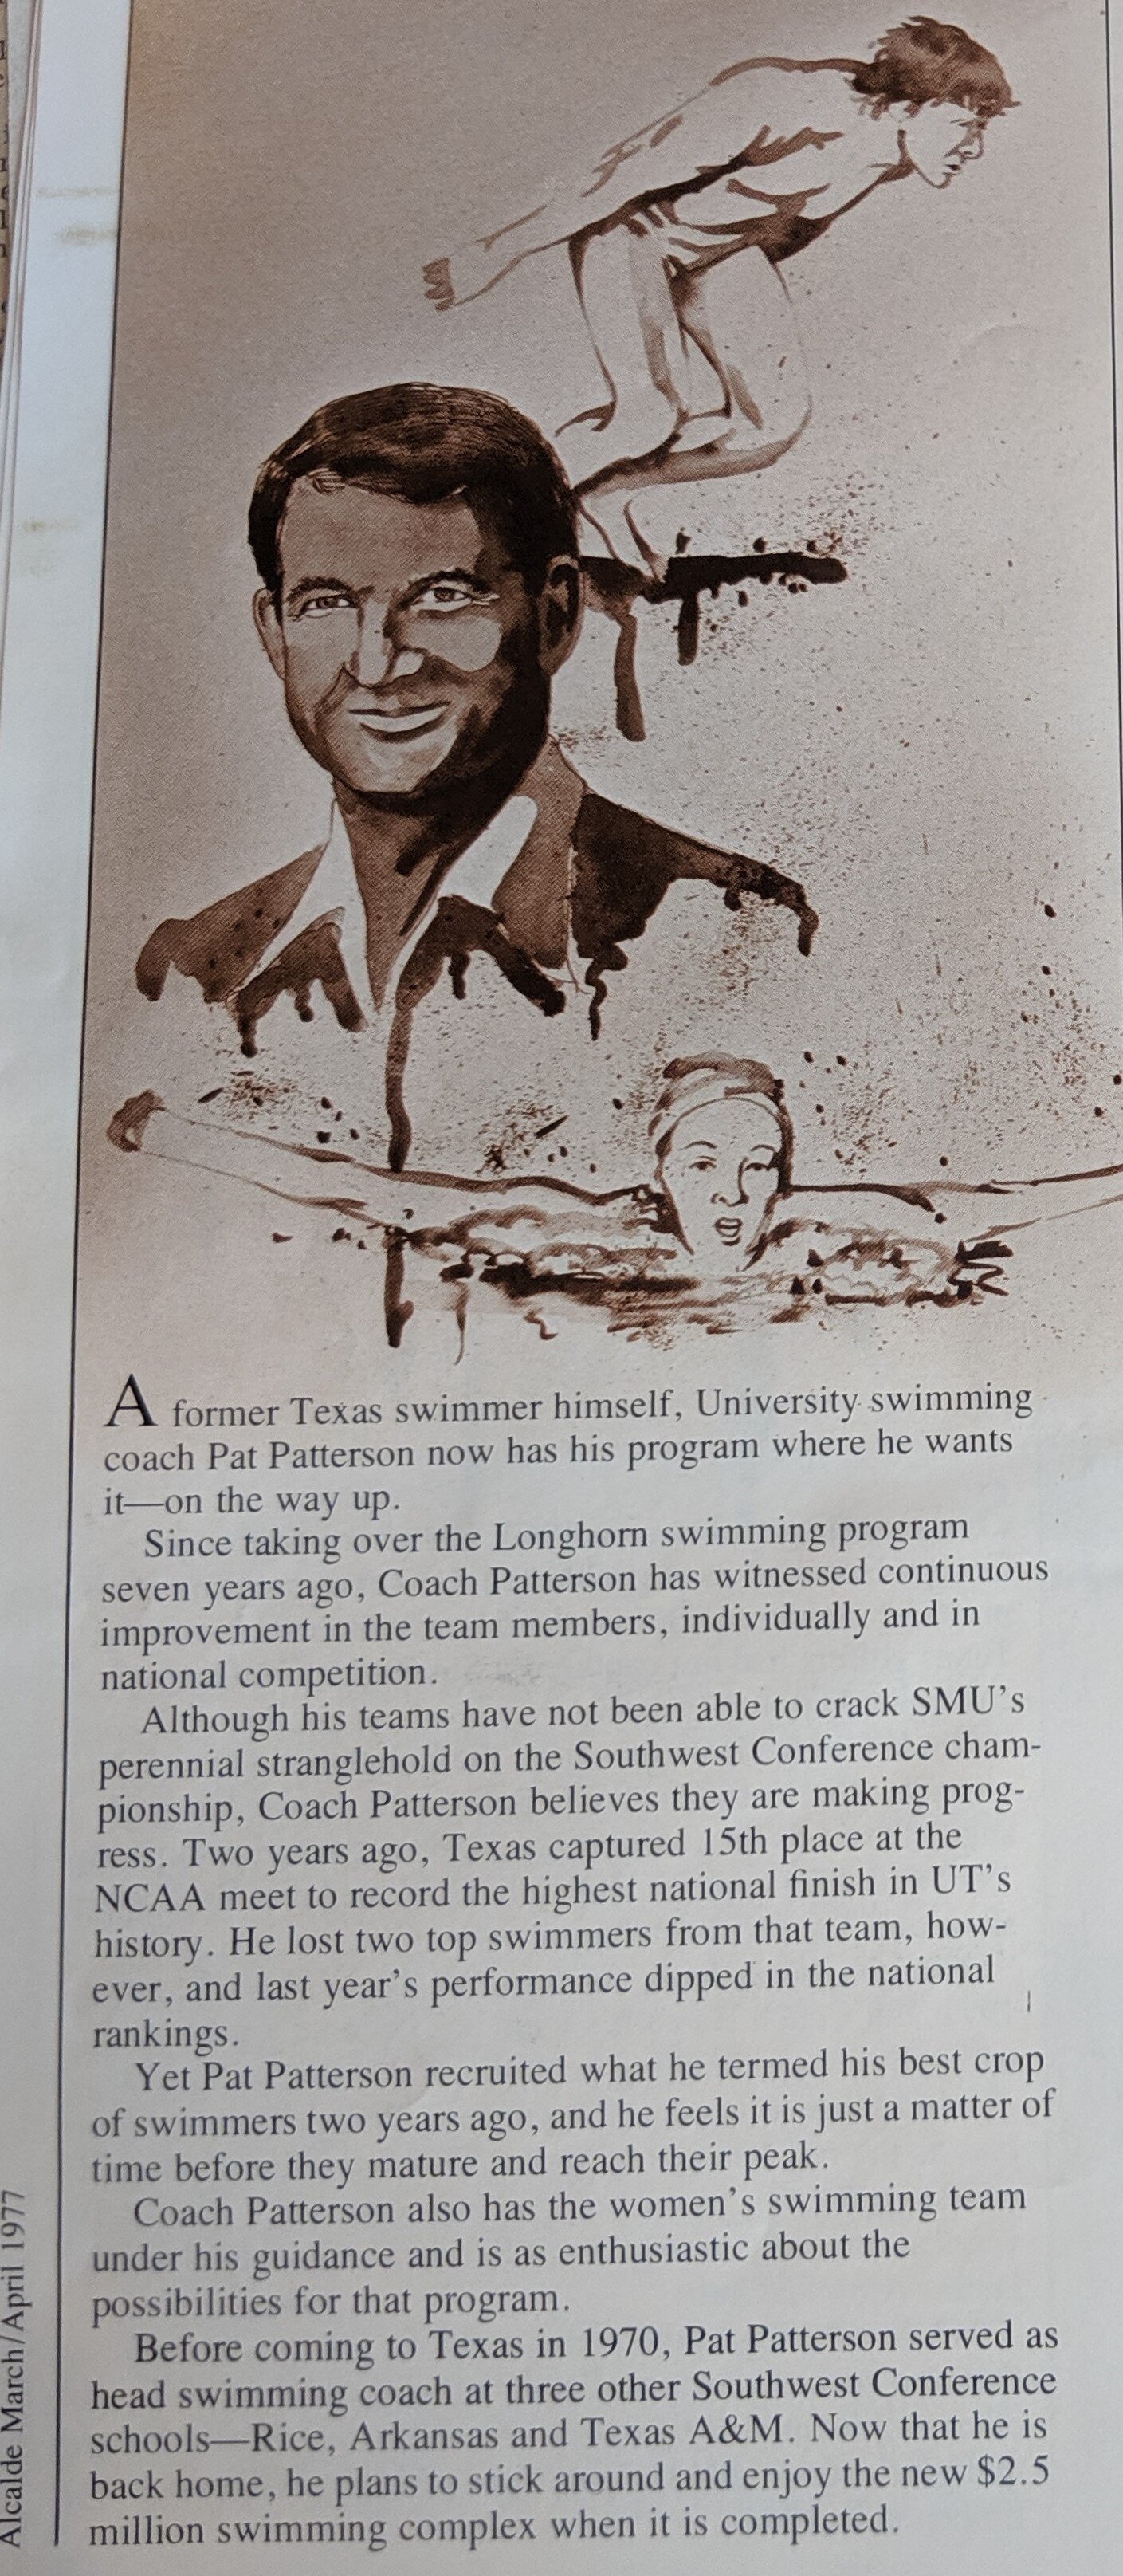 A former Texas swimmer himself, University swimming
coach Pat Patterson now has his program where he wants
it—on the way up.
Since taking over the Longhorn swimming program
seven years ago, Coach Patterson has witnessed continuous
improvement in the team members, individually and in
national competition.
Although his teams have not been able to crack SMU's
perennial stranglehold on the Southwest Conference cham-
pionship, Coach Patterson believes they are making prog-
ress. Two years ago, Texas captured 15th place at the
NCAA meet to record the highest national finish in UT's
history. He lost two top swimmers from that team, how-
ever, and last year's performance dipped in the national
rankings.
Yet Pat Patterson recruited what he termed his best crop
of swimmers two years ago, and he feels it is just a matter of
time before they mature and reach their peak.
Coach Patterson also has the women's swimming team
under his guidance and is as enthusiastic about the
possibilities for that program.
Before coming to Texas in 1970, Pat Patterson served as
head swimming coach at three other Southwest Conference
schools—Rice, Arkansas and Texas A&M. Now that he is
back home, he plans to stick around and enjoy the new $2.5
million swimming complex when it is completed.
Alcalde March/April 1977